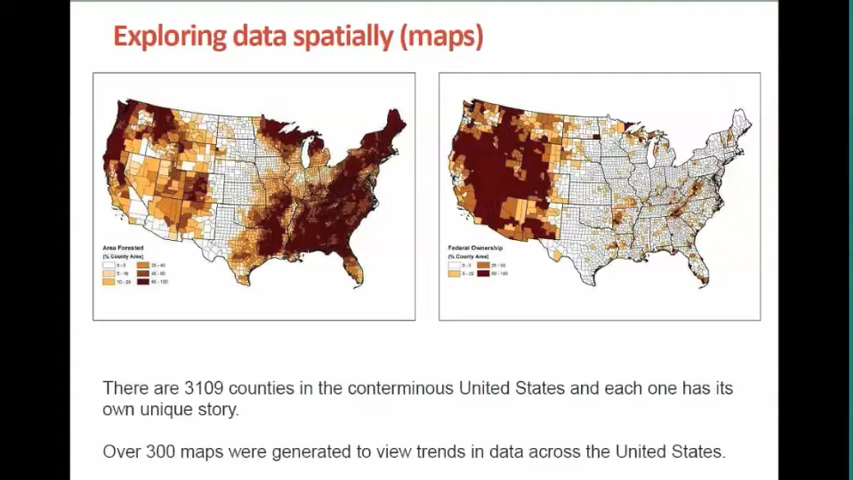 Exploring data spatially (maps)
Area Forested
(% County Area)
Federal Ownership
(% County Area)
There are 3109 counties in the conterminous United States and each one has its
own unique story.
Over 300 maps were generated to view trends in data across the United States.